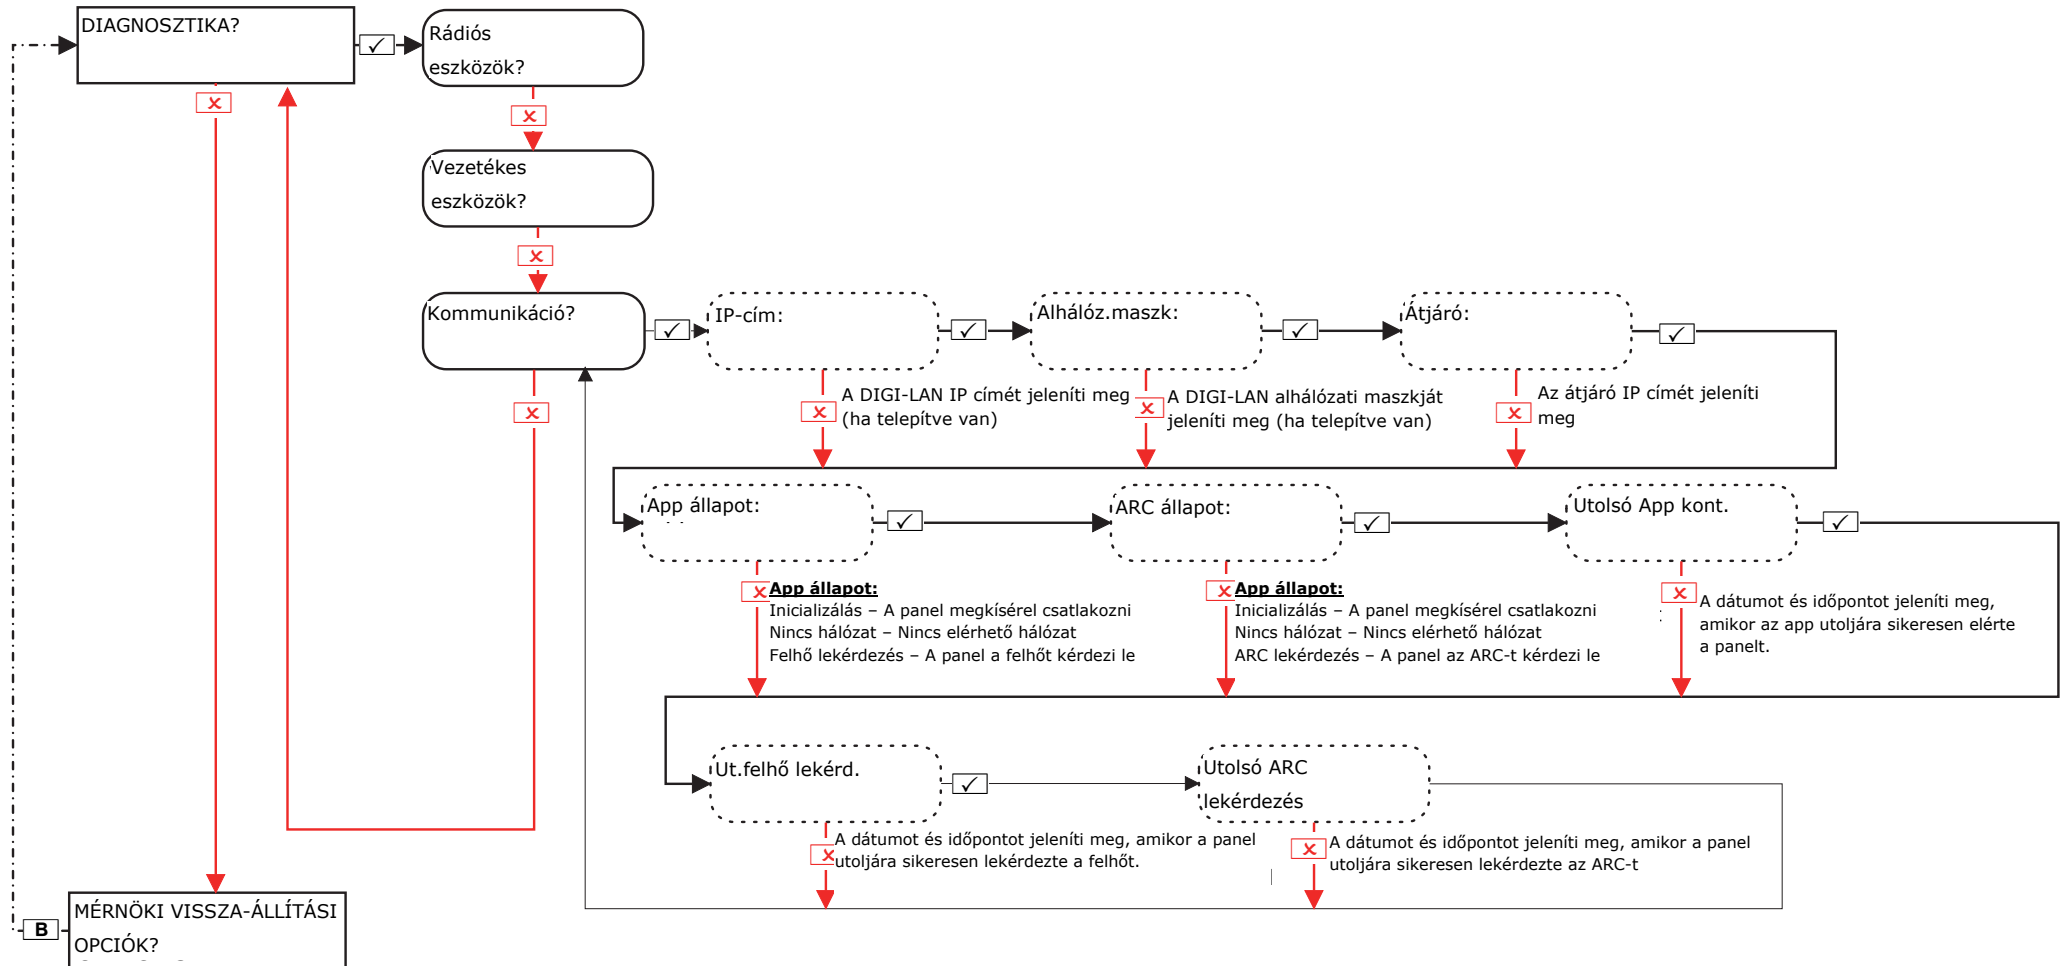 DIAGNOSZTIKA?
Rádiós
eszközök?
Vezetékes
eszközök?
Kommunikáció?
IP-cím:
Alhálóz.maszk:
Átjáró:
A DIGI-LAN IP címét jeleníti meg
(ha telepítve van)
A DIGI-LAN alhálózati maszkját
jeleníti meg (ha telepítve van)
Az átjáró IP címét jeleníti
meg
App állapot:
ARC állapot:
Utolsó App kont.
App állapot:
Inicializálás – A panel megkísérel csatlakozni
Nincs hálózat – Nincs elérhető hálózat
Felhő lekérdezés – A panel a felhőt kérdezi le
App állapot:
Inicializálás – A panel megkísérel csatlakozni
Nincs hálózat – Nincs elérhető hálózat
ARC lekérdezés – A panel az ARC-t kérdezi le
A dátumot és időpontot jeleníti meg,
amikor az app utoljára sikeresen elérte
a panelt.
Ut.felhő lekérd.
Utolsó ARC
lekérdezés
A dátumot és időpontot jeleníti meg, amikor a panel
utoljára sikeresen lekérdezte a felhőt.
A dátumot és időpontot jeleníti meg, amikor a panel
utoljára sikeresen lekérdezte az ARC-t
MÉRNÖKI VISSZA-ÁLLÍTÁSI
OPCIÓK?
B